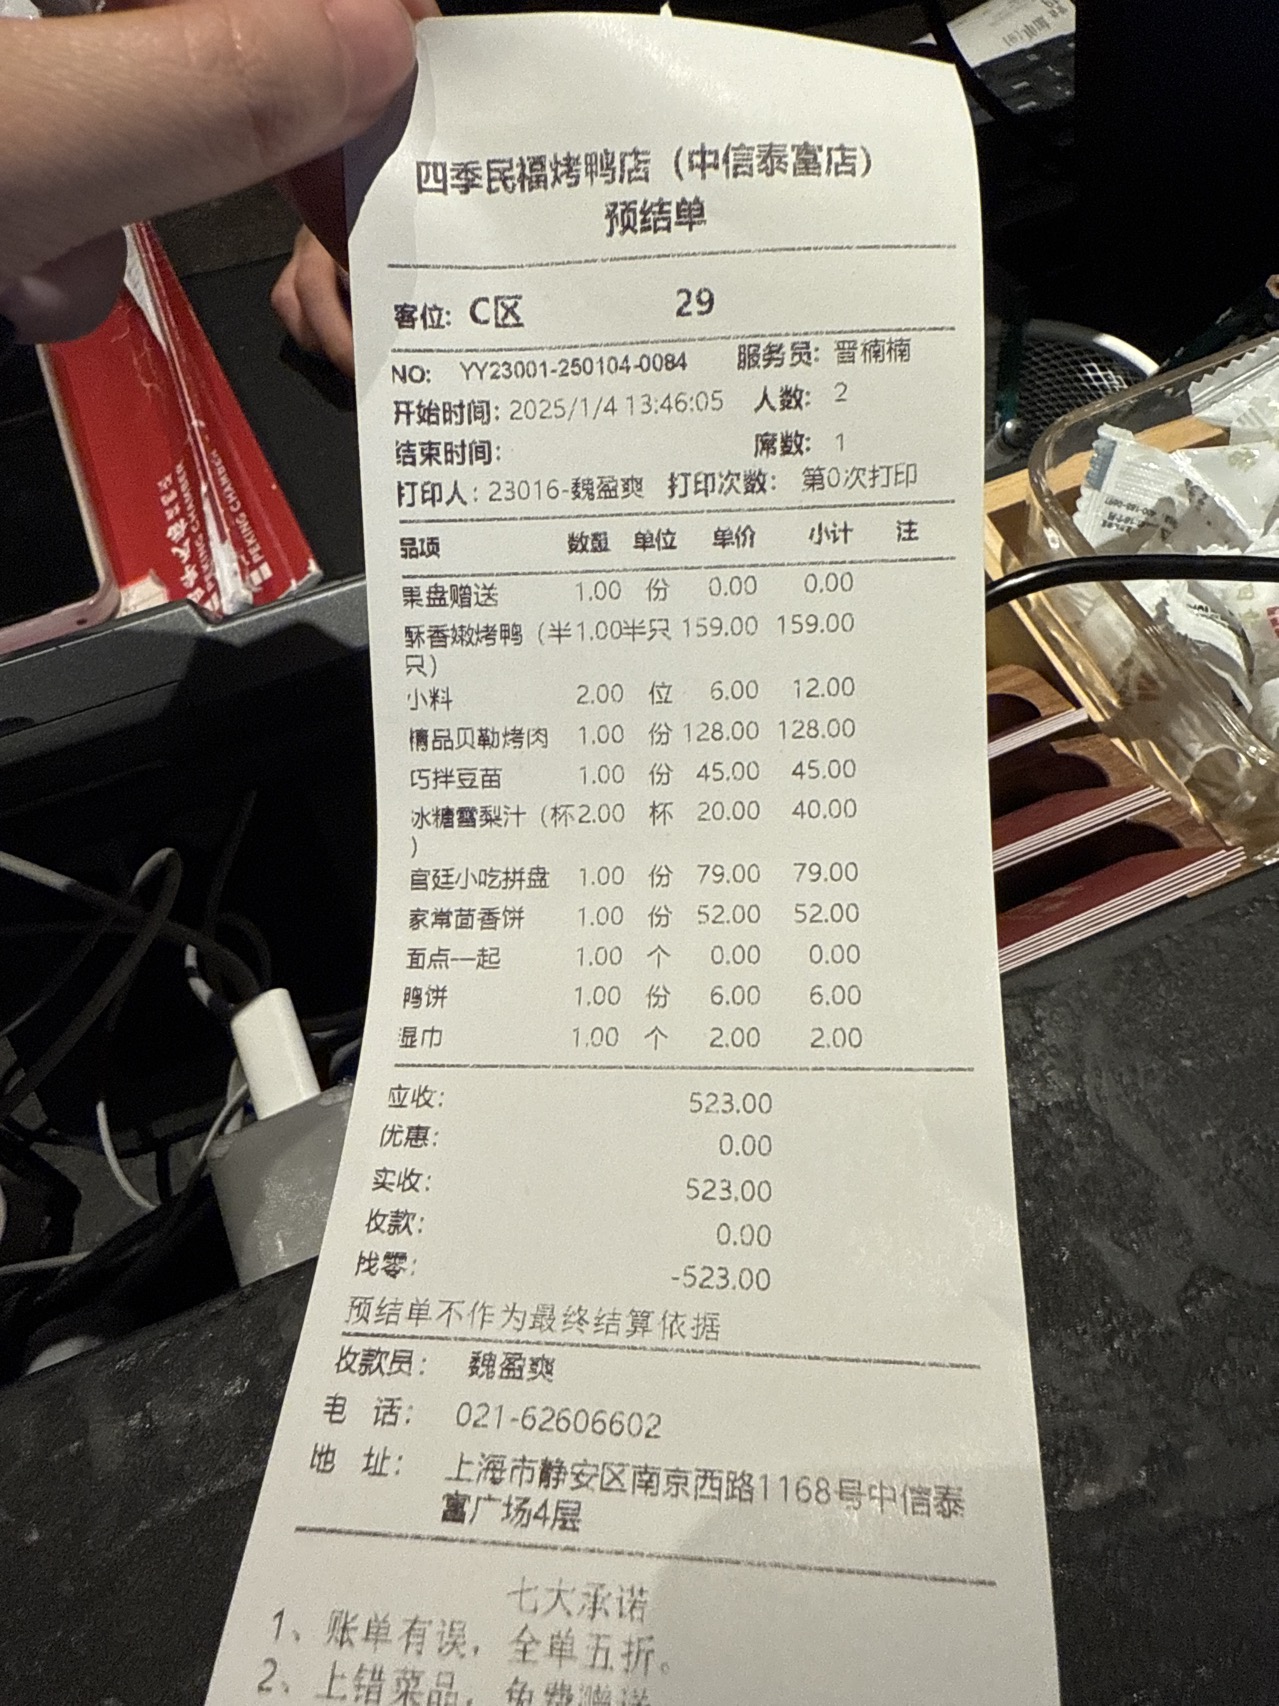 四季民福烤鸭店（中信泰富店）
预结单
客位: C区 29
NO: YY23001-250104-0084 服务员: 晋楠楠
开始时间: 2025/1/4 13:46:05 人数: 2
结束时间: 席数: 1
打印人: 23016-魏盈爽 打印次数: 第0次打印
品项 数量 单位 单价 小计 注
果盘赠送 1.00 份 0.00 0.00
酥香嫩烤鸭（半1.00半只 159.00 159.00
只）
小料 2.00 位 6.00 12.00
精品贝勒烤肉 1.00 份 128.00 128.00
巧拌豆苗 1.00 份 45.00 45.00
冰糖雪梨汁（杯2.00 杯 20.00 40.00
）
宫廷小吃拼盘 1.00 份 79.00 79.00
家常茴香饼 1.00 份 52.00 52.00
面点一起 1.00 个 0.00 0.00
鸭饼 1.00 份 6.00 6.00
湿巾 1.00 个 2.00 2.00
应收: 523.00
优惠: 0.00
实收: 523.00
收款: 0.00
找零: -523.00
预结单不作为最终结算依据
收款员: 魏盈爽
电 话: 021-62606602
地 址: 上海市静安区南京西路1168号中信泰
富广场4层
七大承诺
1、账单有误，全单五折。
2、上错菜品，免费赠送
PEKING CHAMBER